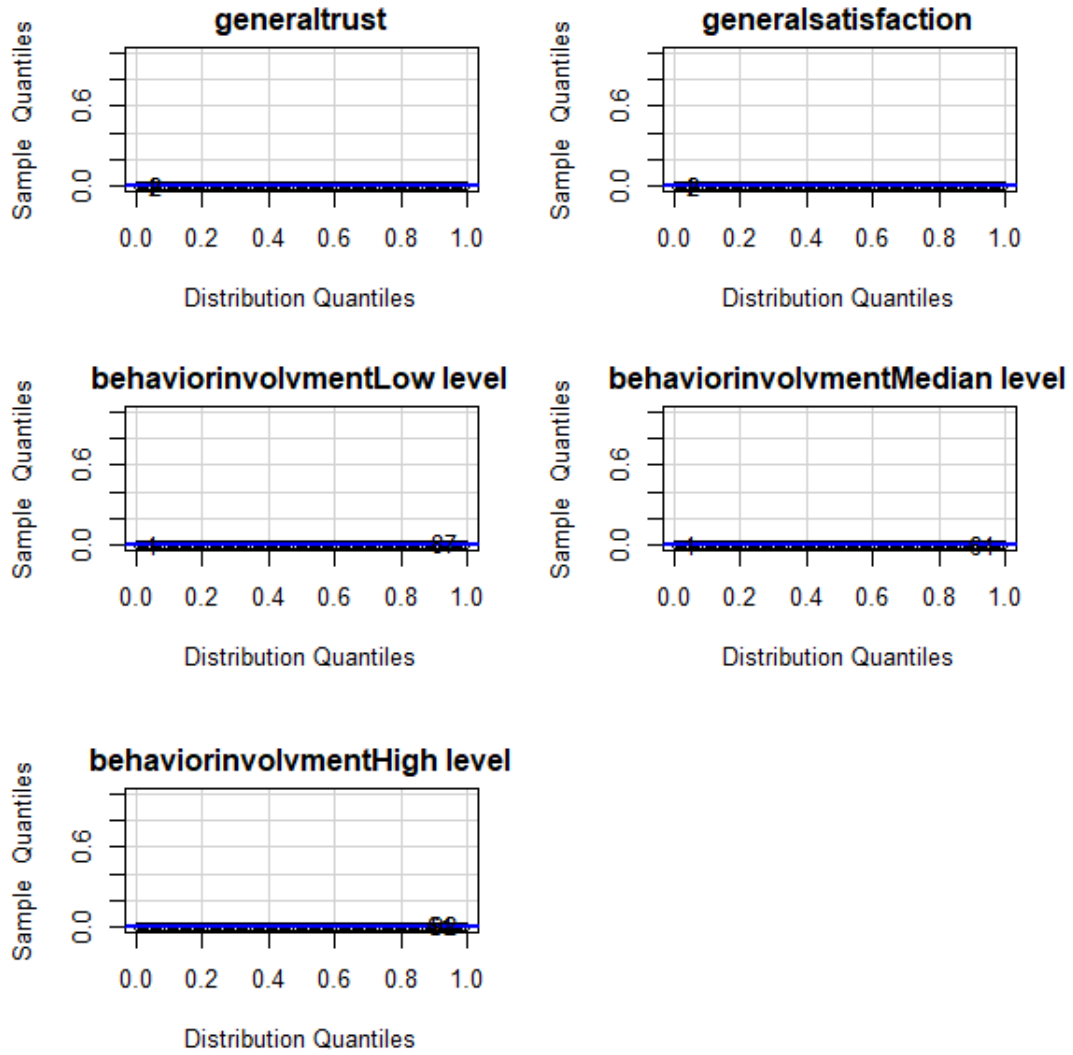 generaltrust
Sample Quantiles
0.0 0.6
2
0.0 0.2 0.4 0.6 0.8 1.0
Distribution Quantiles
generalsatisfaction
Sample Quantiles
0.0 0.6
2
0.0 0.2 0.4 0.6 0.8 1.0
Distribution Quantiles
behaviorinvolvmentLow level
Sample Quantiles
0.0 0.6
0.0 0.2 0.4 0.6 0.8 1.0
Distribution Quantiles
behaviorinvolvmentMedian level
Sample Quantiles
0.0 0.6
0.0 0.2 0.4 0.6 0.8 1.0
Distribution Quantiles
behaviorinvolvmentHigh level
Sample Quantiles
0.0 0.6
0.0 0.2 0.4 0.6 0.8 1.0
Distribution Quantiles